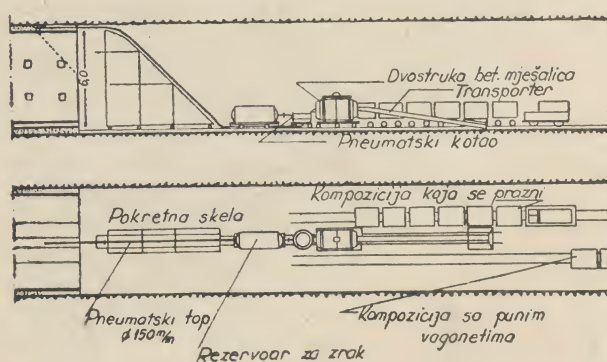 6,0
Dvostruka bet. mješalica
Transporter
Pneumatski kotao
Kompozicija koja se prazni
Pokretna skela
Pneumatski top
ϕ 150 m/m
Kompozicija sa punim
vagonetima
Rezervoar za zrak